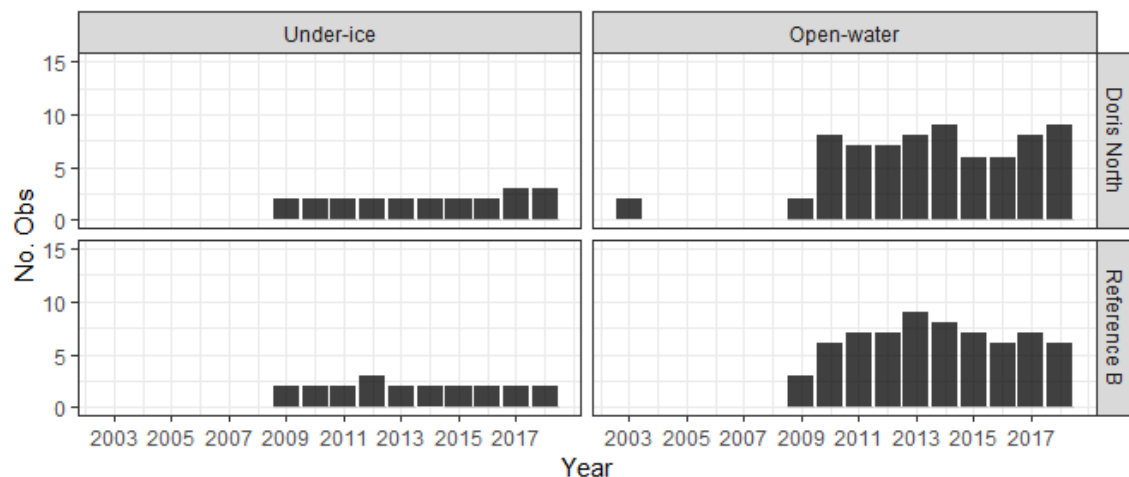 Under-ice Open-water
15
10
5
0
Doris North
15
10
5
0
Reference B
No. Obs
2003 2005 2007 2009 2011 2013 2015 2017 2003 2005 2007 2009 2011 2013 2015 2017
Year